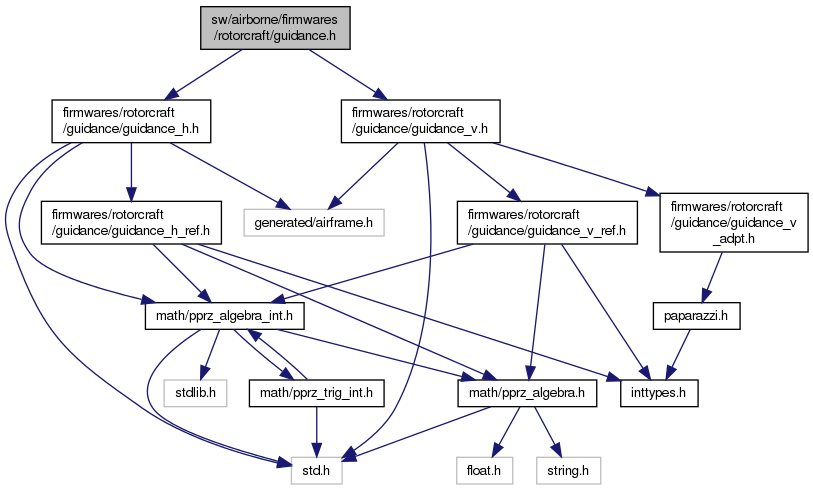 sw/airborne/firmwares
/rotorcraft/guidance.h
firmwares/rotorcraft
/guidance/guidance_h.h
firmwares/rotorcraft
/guidance/guidance_v.h
firmwares/rotorcraft
/guidance/guidance_h_ref.h
generated/airframe.h
firmwares/rotorcraft
/guidance/guidance_v_ref.h
firmwares/rotorcraft
/guidance/guidance_v
_adpt.h
math/pprz_algebra_int.h
paparazzi.h
stdlib.h
math/pprz_trig_int.h
math/pprz_algebra.h
inttypes.h
std.h
float.h
string.h